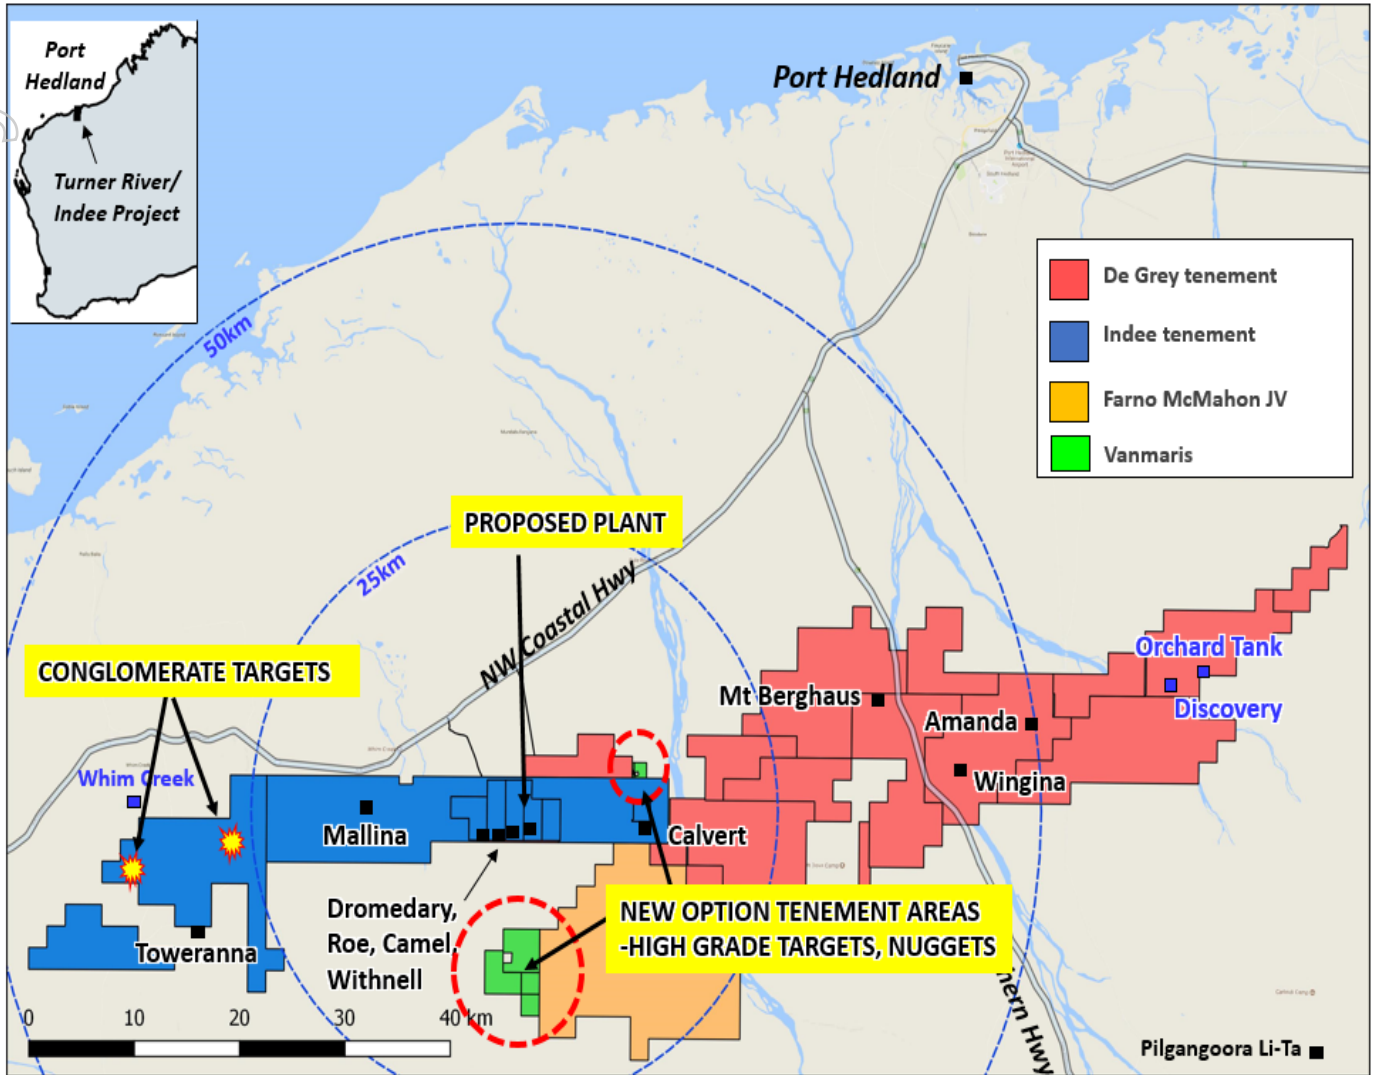 Port
Hedland
Turner River/
Indee Project
Port Hedland
50km
De Grey tenement
Indee tenement
Farno McMahon JV
Vanmaris
25km
PROPOSED PLANT
NW Coastal Hwy
CONGLOMERATE TARGETS
Whim Creek
Mt Berghaus
Orchard Tank
Discovery
Amanda
Wingina
Mallina
Calvert
Dromedary,
Roe, Camel,
Withnell
Toweranna
NEW OPTION TENEMENT AREAS
-HIGH GRADE TARGETS, NUGGETS
hern Hwy
0 10 20 30 40 km
Pilgangoora Li-Ta